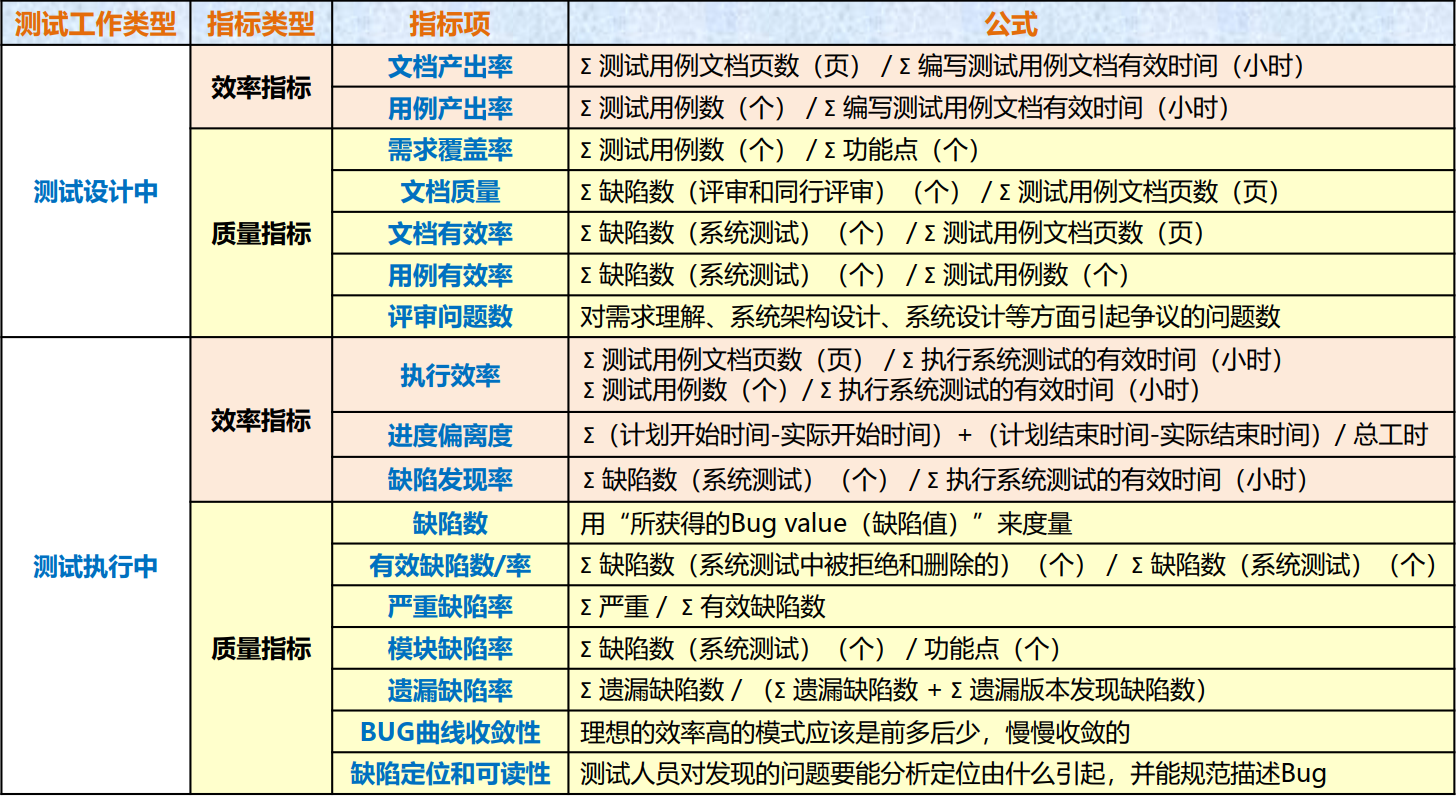 测试工作类型 指标类型 指标项 公式
测试设计中
效率指标
文档产出率 Σ 测试用例文档页数（页） / Σ 编写测试用例文档有效时间（小时）
用例产出率 Σ 测试用例数（个） / Σ 编写测试用例文档有效时间（小时）
质量指标
需求覆盖率 Σ 测试用例数（个） / Σ 功能点（个）
文档质量 Σ 缺陷数（评审和同行评审）（个） / Σ 测试用例文档页数（页）
文档有效率 Σ 缺陷数（系统测试）（个） / Σ 测试用例文档页数（页）
用例有效率 Σ 缺陷数（系统测试）（个） / Σ 测试用例数（个）
评审问题数 对需求理解、系统架构设计、系统设计等方面引起争议的问题数
测试执行中
效率指标
执行效率 Σ 测试用例文档页数（页） / Σ 执行系统测试的有效时间（小时）
Σ 测试用例数（个）/ Σ 执行系统测试的有效时间（小时）
进度偏离度 Σ（计划开始时间-实际开始时间）+（计划结束时间-实际结束时间）/ 总工时
缺陷发现率 Σ 缺陷数（系统测试）（个） / Σ 执行系统测试的有效时间（小时）
质量指标
缺陷数 用“所获得的Bug value（缺陷值）”来度量
有效缺陷数/率 Σ 缺陷数（系统测试中被拒绝和删除的）（个） / Σ 缺陷数（系统测试）（个）
严重缺陷率 Σ 严重 / Σ 有效缺陷数
模块缺陷率 Σ 缺陷数（系统测试）（个） / 功能点（个）
遗漏缺陷率 Σ 遗漏缺陷数 / （Σ 遗漏缺陷数 + Σ 遗漏版本发现缺陷数）
BUG曲线收敛性 理想的效率高的模式应该是前多后少，慢慢收敛的
缺陷定位和可读性 测试人员对发现的问题要能分析定位由什么引起，并能规范描述Bug